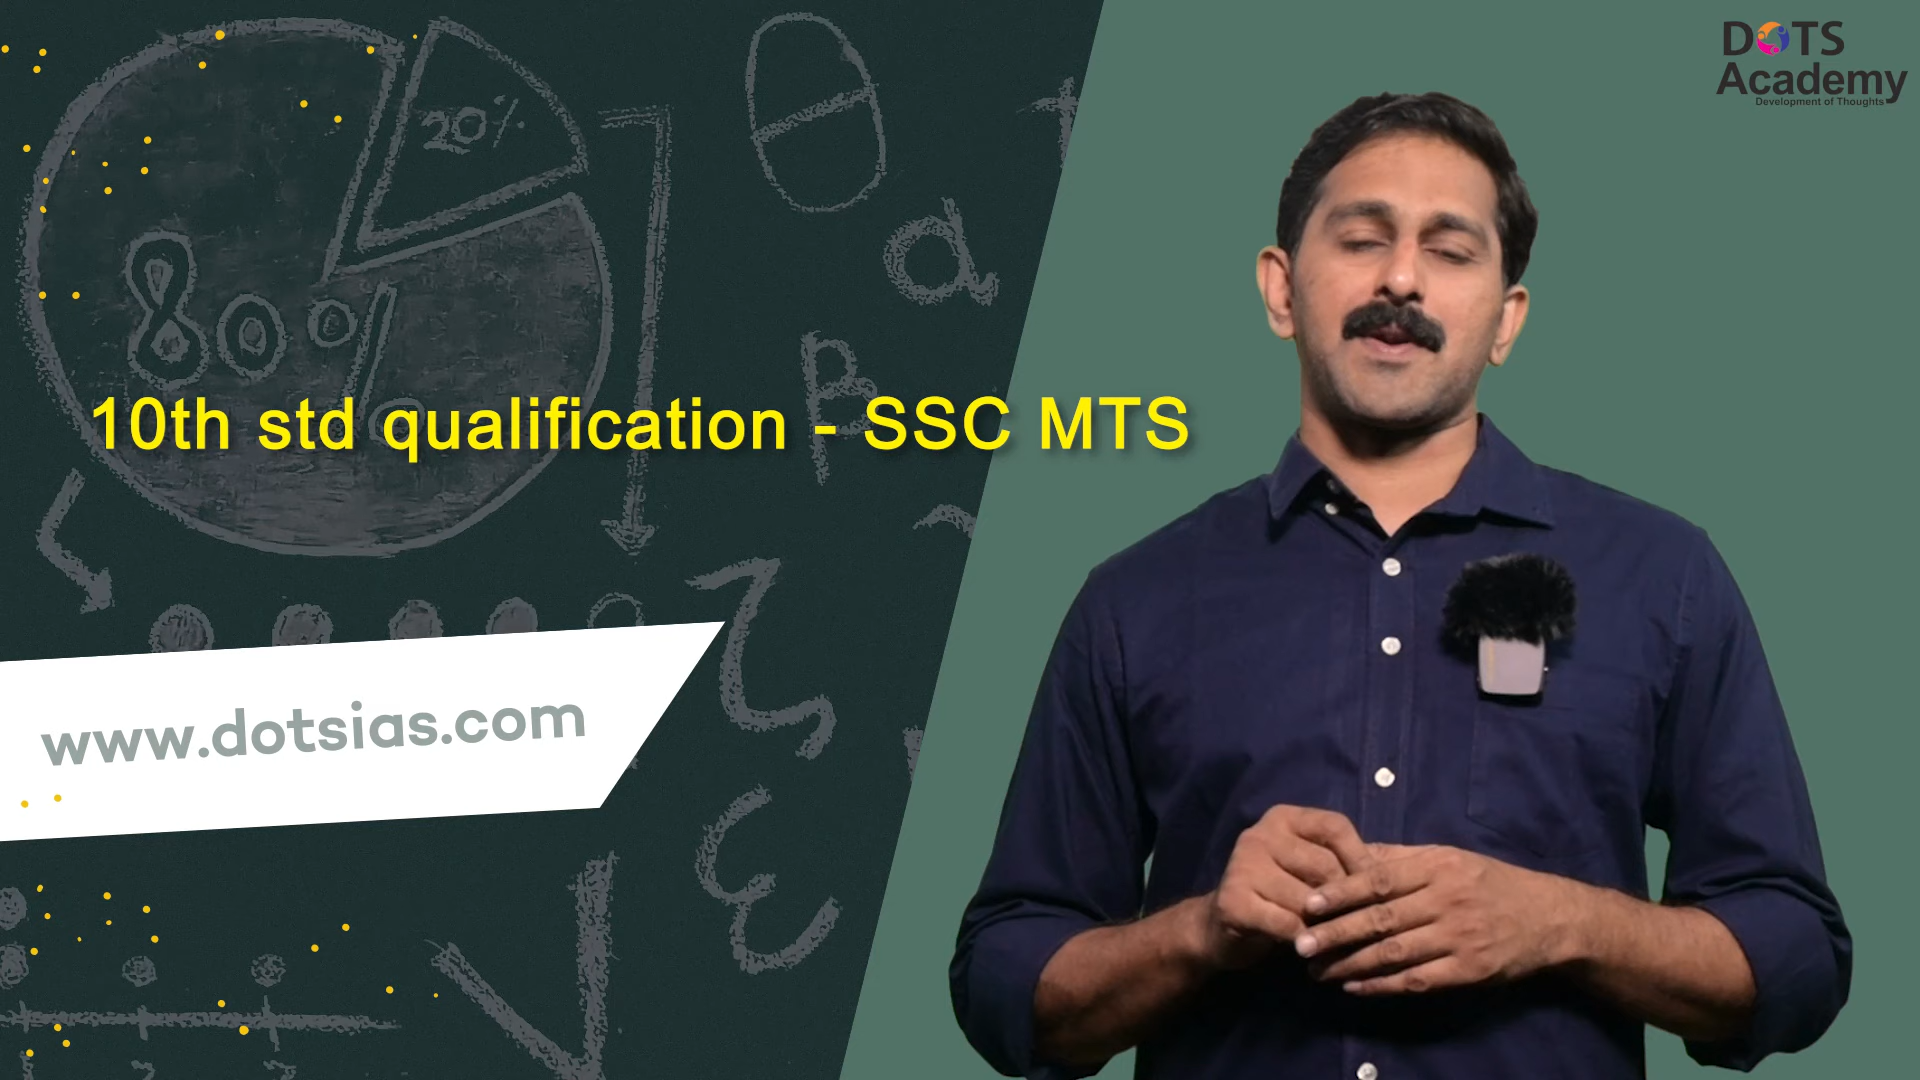 DOTS
Academy
Development of Thoughts
20%
80%
θ
α
β
10th std qualification - SSC MTS
www.dotsias.com